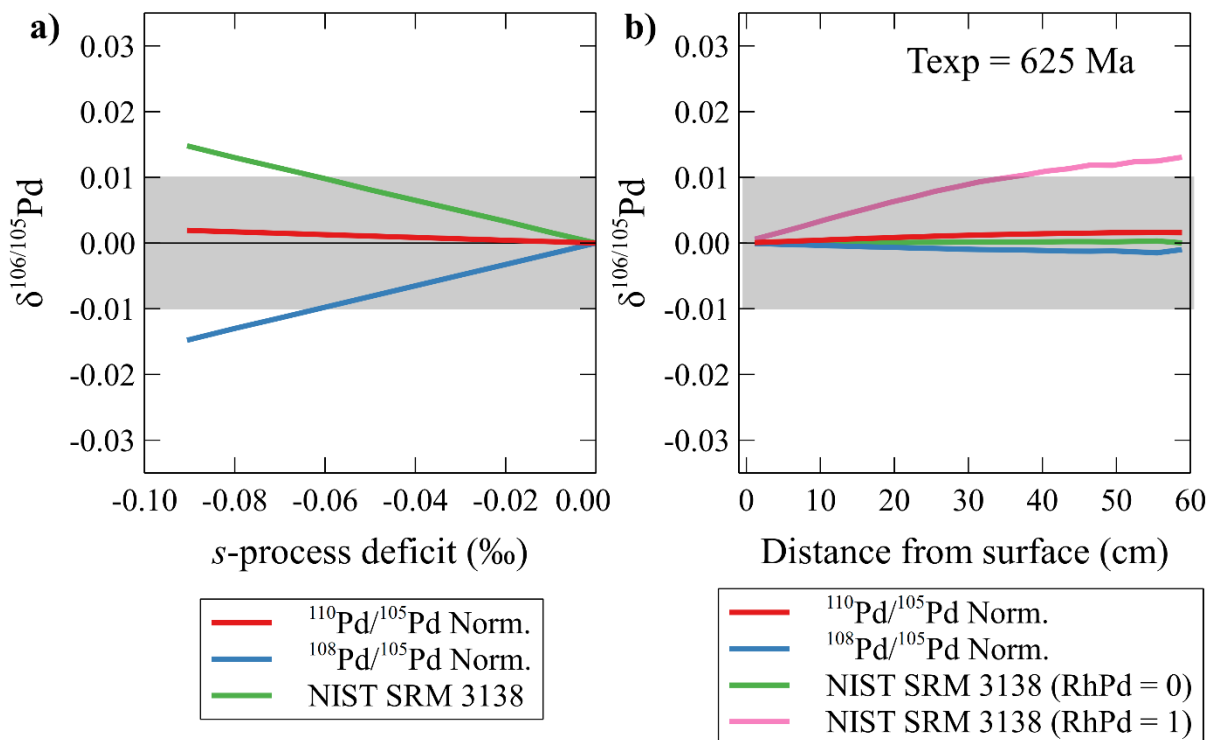 a)
0.03
0.02
0.01
0.00
-0.01
-0.02
-0.03
δ106/105Pd
-0.10 -0.08 -0.06 -0.04 -0.02 0.00
s-process deficit (‰)
110Pd/105Pd Norm.
108Pd/105Pd Norm.
NIST SRM 3138
b)
Texp = 625 Ma
0.03
0.02
0.01
0.00
-0.01
-0.02
-0.03
δ106/105Pd
0 10 20 30 40 50 60
Distance from surface (cm)
110Pd/105Pd Norm.
108Pd/105Pd Norm.
NIST SRM 3138 (RhPd = 0)
NIST SRM 3138 (RhPd = 1)